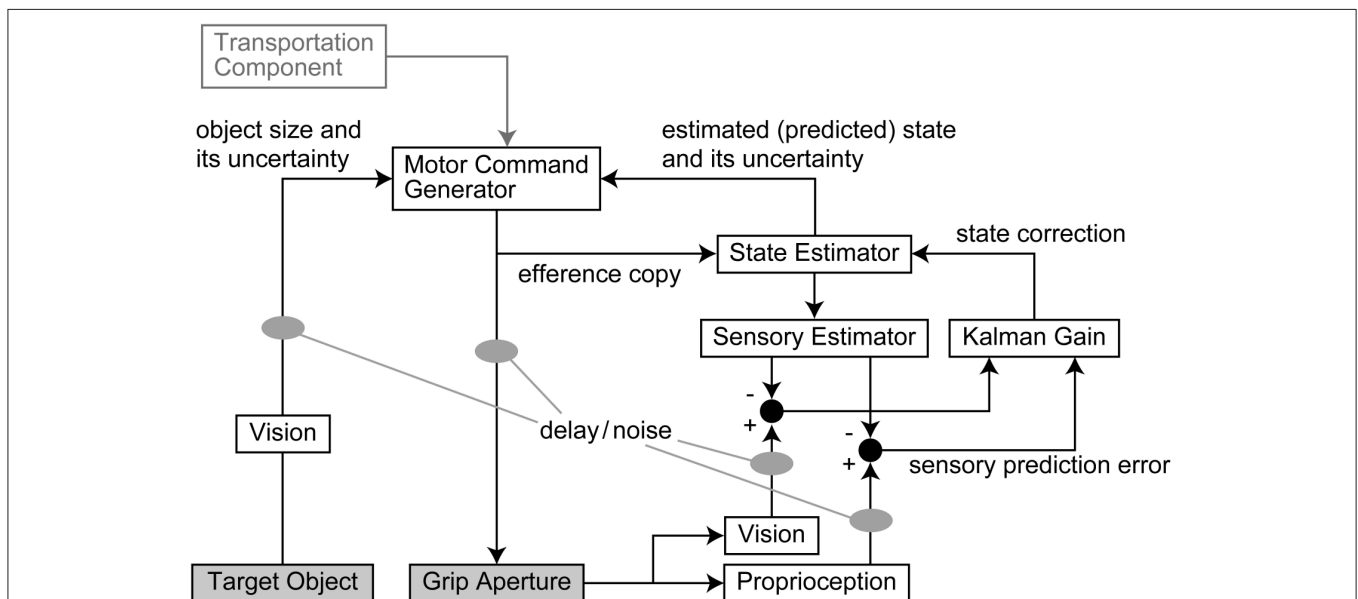 Transportation
Component
object size and
its uncertainty
estimated (predicted) state
and its uncertainty
Motor Command
Generator
state correction
State Estimator
efference copy
Sensory Estimator
Kalman Gain
-
+
Vision
delay/noise
-
+
sensory prediction error
Vision
Target Object
Grip Aperture
Proprioception